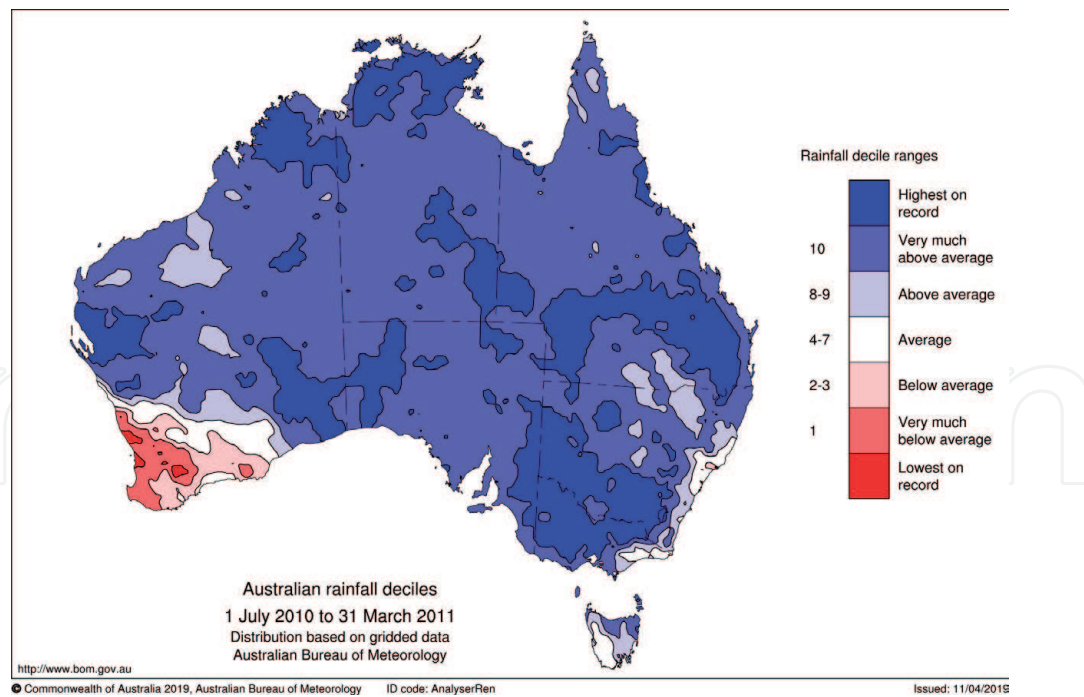 Rainfall decile ranges
Highest on
record
10
Very much
above average
8-9
Above average
4-7
Average
2-3
Below average
1
Very much
below average
Lowest on
record
Australian rainfall deciles
1 July 2010 to 31 March 2011
Distribution based on gridded data
Australian Bureau of Meteorology
http://www.bom.gov.au
© Commonwealth of Australia 2019, Australian Bureau of Meteorology ID code: AnalyserRen Issued: 11/04/2019